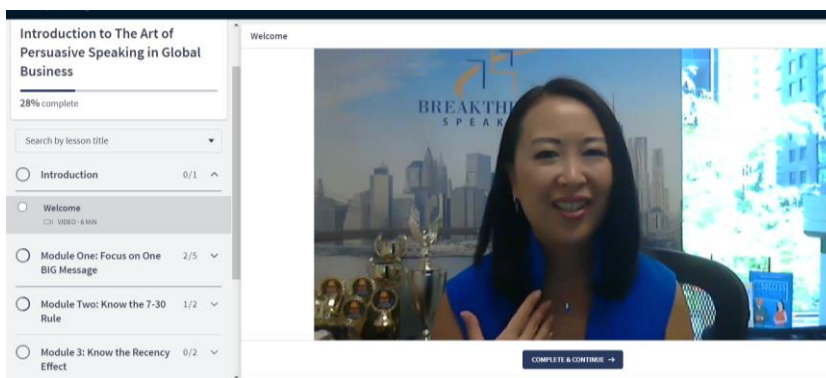 Introduction to The Art of
Persuasive Speaking in Global
Business
28% complete
Search by lesson title
Introduction 0/1
Welcome
VIDEO - 6 MIN
Module One: Focus on One 2/5
BIG Message
Module Two: Know the 7-30 1/2
Rule
Module 3: Know the Recency 0/2
Effect
Welcome
SPEAK
SUCCESS
COMPLETE & CONTINUE →